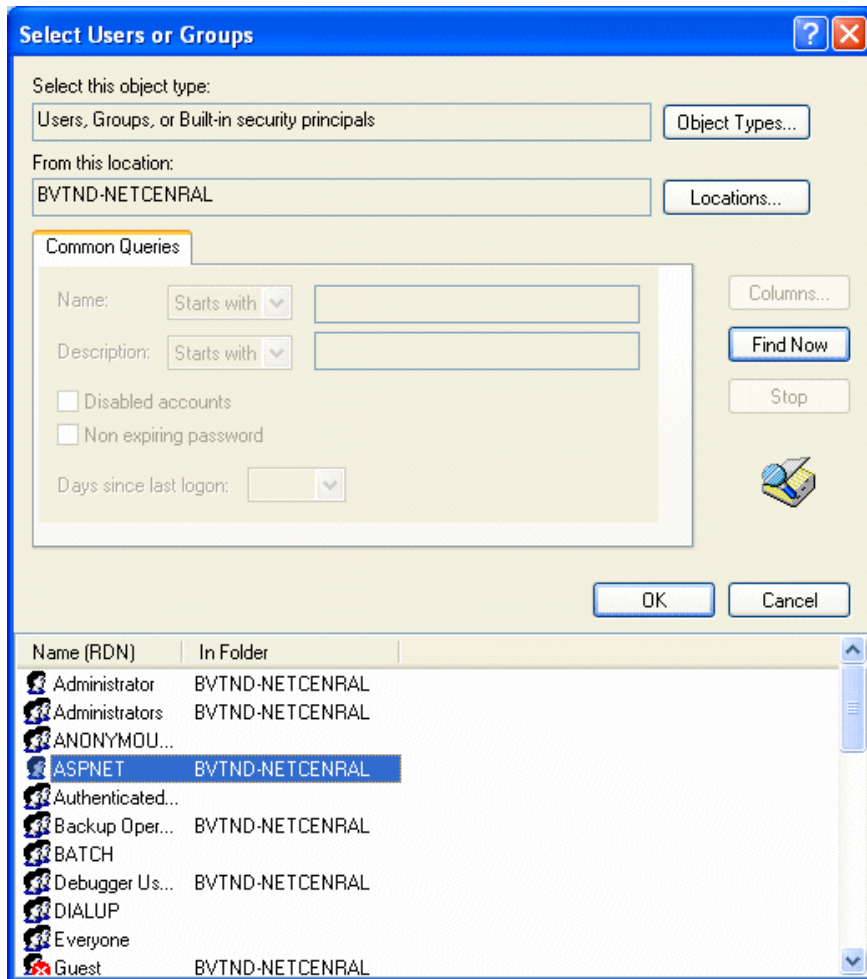 Select Users or Groups
Select this object type:
Users, Groups, or Built-in security principals
Object Types...
From this location:
BVTND-NETCENRAL
Locations...
Common Queries
Name:
Starts with
Columns...
Description:
Starts with
Find Now
Disabled accounts
Stop
Non expiring password
Days since last logon:
OK
Cancel
Name (RDN) In Folder
Administrator BVTND-NETCENRAL
Administrators BVTND-NETCENRAL
ANONYMOU...
ASPNET BVTND-NETCENRAL
Authenticated...
Backup Oper... BVTND-NETCENRAL
BATCH
Debugger Us... BVTND-NETCENRAL
DIALUP
Everyone
Guest BVTND-NETCENRAL